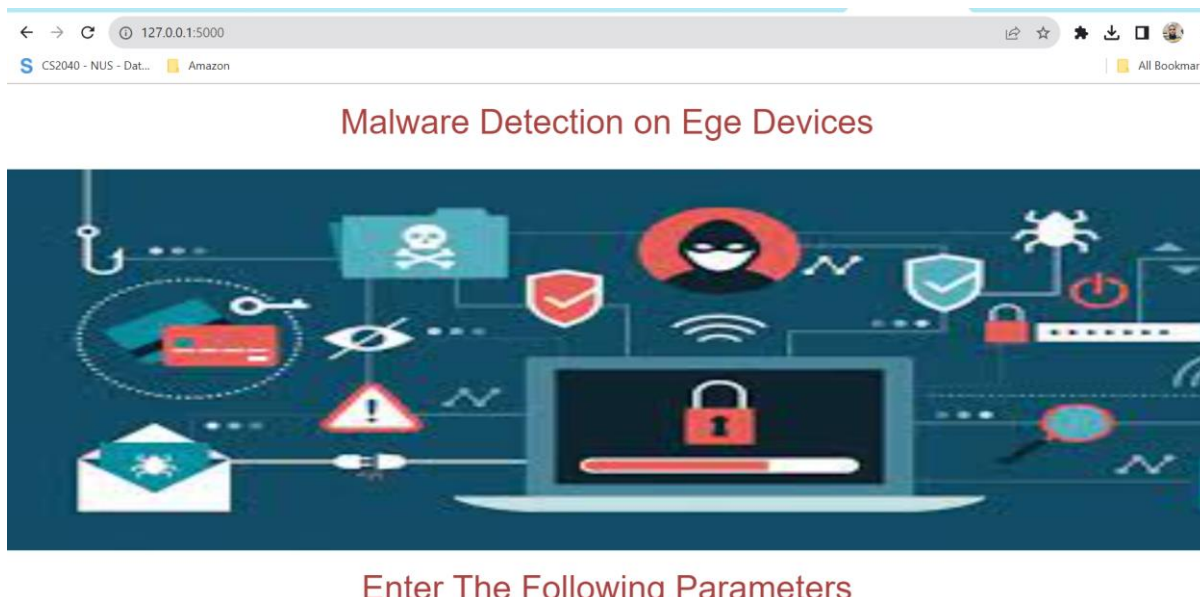 127.0.0.1:5000
S CS2040 - NUS - Dat... Amazon All Bookmar
Malware Detection on Ege Devices
Enter The Following Parameters